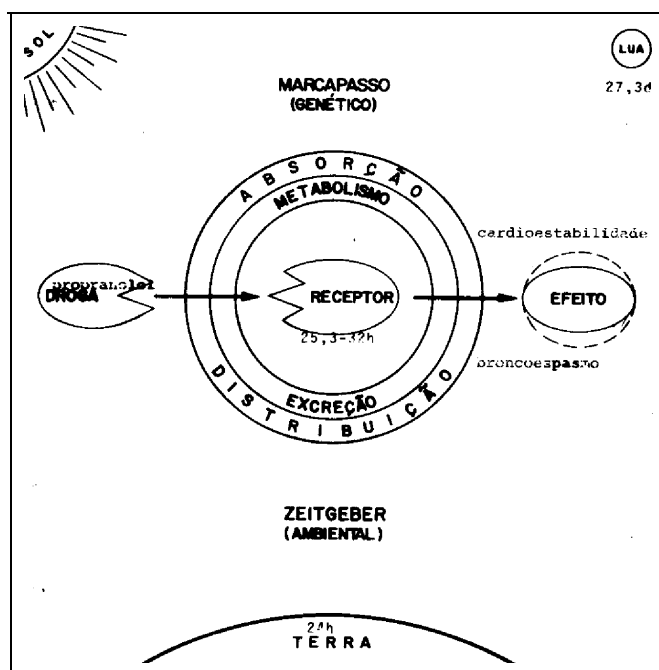 SOL
LUA
27,3d
MARCAPASSO
(GENÉTICO)
ABSORÇÃO
METABOLISMO
cardioestabilidade
propranolol
DROGA
RECEPTOR
EFEITO
25,3-32h
broncoespasmo
EXCREÇÃO
DISTRIBUIÇÃO
ZEITGEBER
(AMBIENTAL)
24h
TERRA